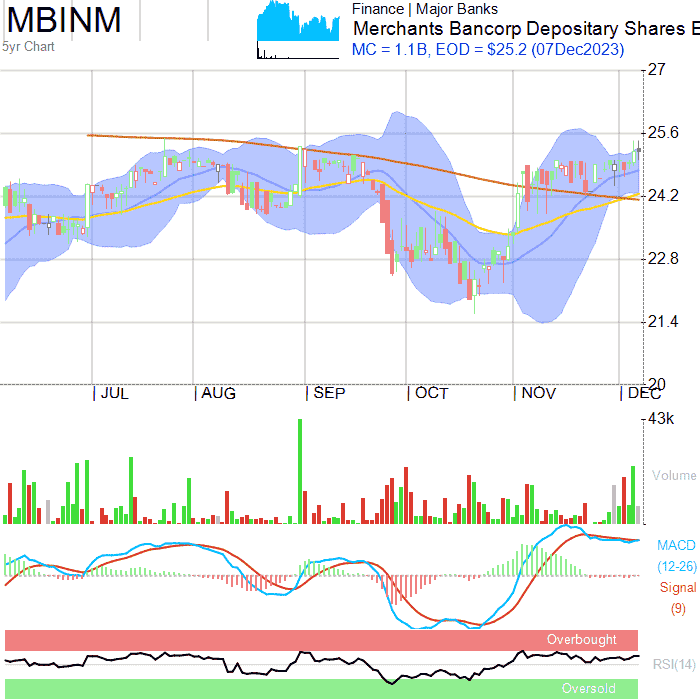 MBINM
5yr Chart
Finance | Major Banks
Merchants Bancorp Depositary Shares E
MC = 1.1B, EOD = $25.2 (07Dec2023)
27
25.6
24.2
22.8
21.4
20
JUL AUG SEP OCT NOV DEC
43k
Volume
MACD
(12-26)
Signal
(9)
Overbought
RSI(14)
Oversold